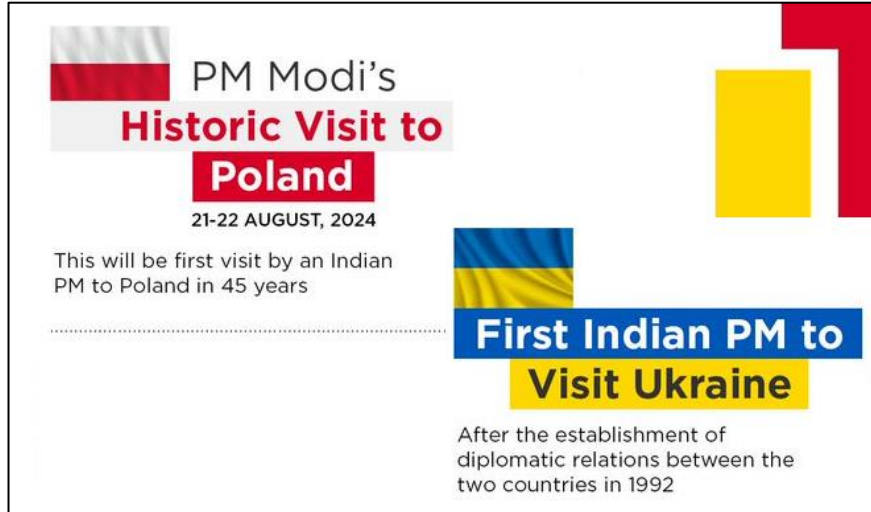 PM Modi's
Historic Visit to
Poland
21-22 AUGUST, 2024
This will be first visit by an Indian
PM to Poland in 45 years
First Indian PM to
Visit Ukraine
After the establishment of
diplomatic relations between the
two countries in 1992